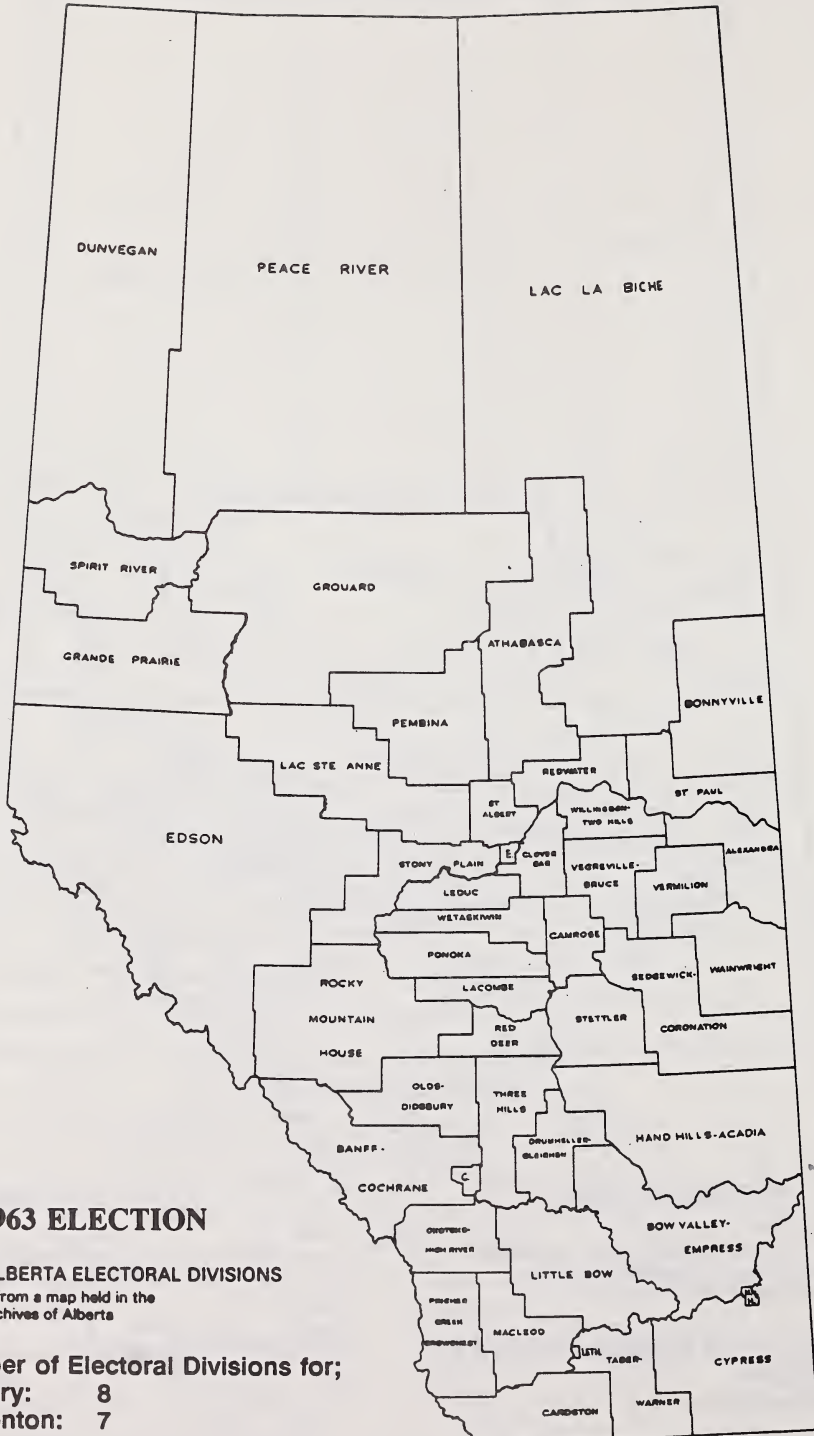 DUNVEGAN
PEACE RIVER
LAC LA BICHE
SPIRIT RIVER
GROUARD
GRANDE PRAIRIE
ATHABASCA
BONNYVILLE
PEMBINA
LAC STE ANNE
REDWATER
ST PAUL
ST
ALBERT
WILLINGDON-
TWO HILLS
EDSON
STONY PLAIN
E
CLOVER
BAR
VEGREVILLE-
BRUCE
ALEXANDRA
VERMILION
LEDUC
WETASKIWIN
CAMROSE
PONOKA
SEDGEWICK-
CORONATION
WAINWRIGHT
ROCKY
MOUNTAIN
HOUSE
LACOMBE
STETTLER
RED
DEER
OLDS-
DIDSBURY
THREE
HILLS
DRUMHELLER-
GLEICHEN
HAND HILLS-ACADIA
BANFF-
COCHRANE
C
963 ELECTION
OKOTOKS-
HIGH RIVER
BOW VALLEY-
EMPRESS
LBERTA ELECTORAL DIVISIONS
from a map held in the
chives of Alberta
LITTLE BOW
PINCHER
CREEK
CROWSNEST
MACLEOD
LETH.
TABER-
WARNER
CYPRESS
ber of Electoral Divisions for;
ry: 8
onton: 7
CARDSTON